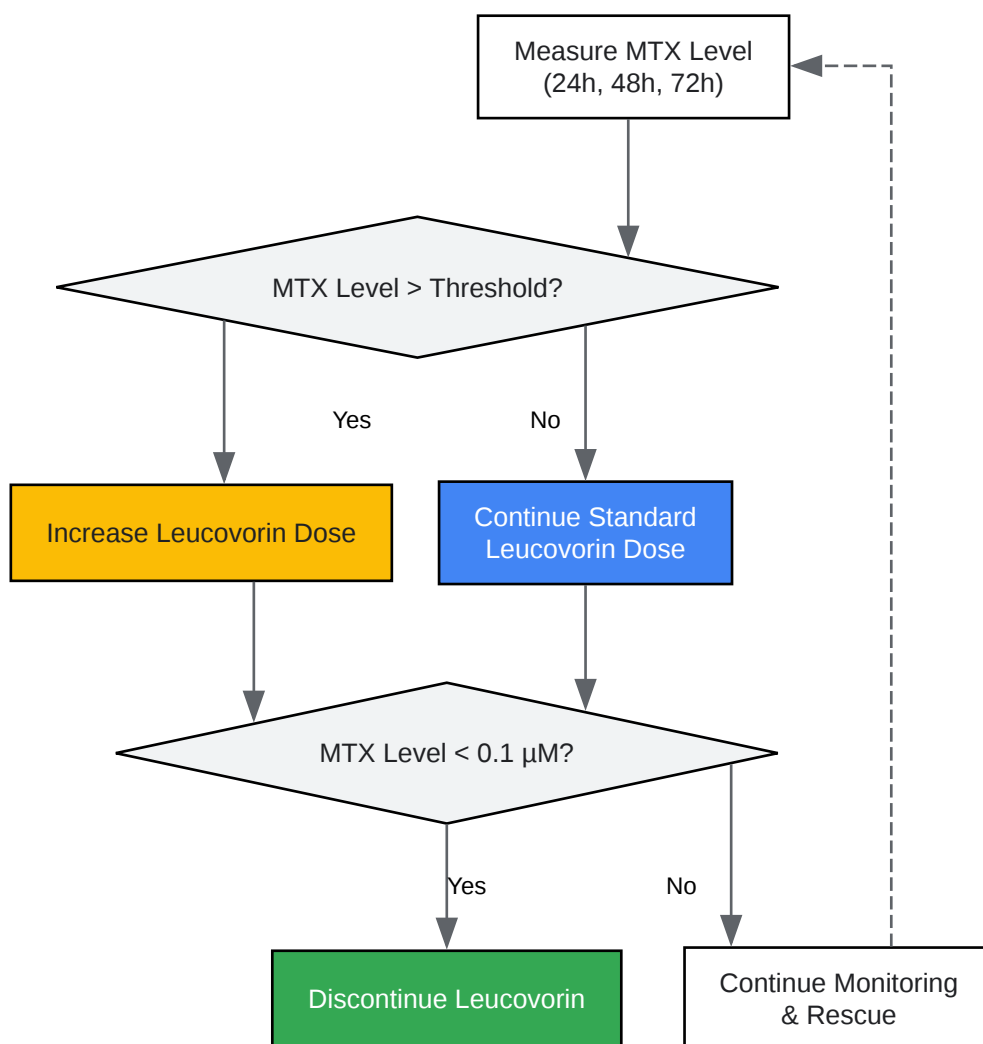 Measure MTX Level
(24h, 48h, 72h)
MTX Level > Threshold?
Yes
No
Increase Leucovorin Dose
Continue Standard
Leucovorin Dose
MTX Level < 0.1 µM?
Yes
No
Discontinue Leucovorin
Continue Monitoring
& Rescue